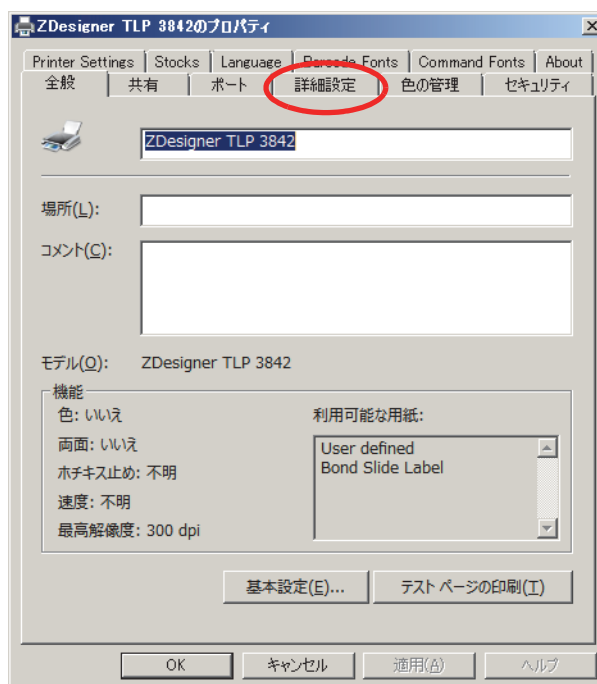 ZDesigner TLP 3842のプロパティ
Printer Settings Stocks Language Barcode Fonts Command Fonts About
全般 共有 ポート 詳細設定 色の管理 セキュリティ
ZDesigner TLP 3842
場所(L):
コメント(C):
モデル(O): ZDesigner TLP 3842
機能
色: いいえ 利用可能な用紙:
両面: いいえ User defined
ホチキス止め: 不明 Bond Slide Label
速度: 不明
最高解像度: 300 dpi
基本設定(E)... テスト ページの印刷(T)
OK キャンセル 適用(A) ヘルプ